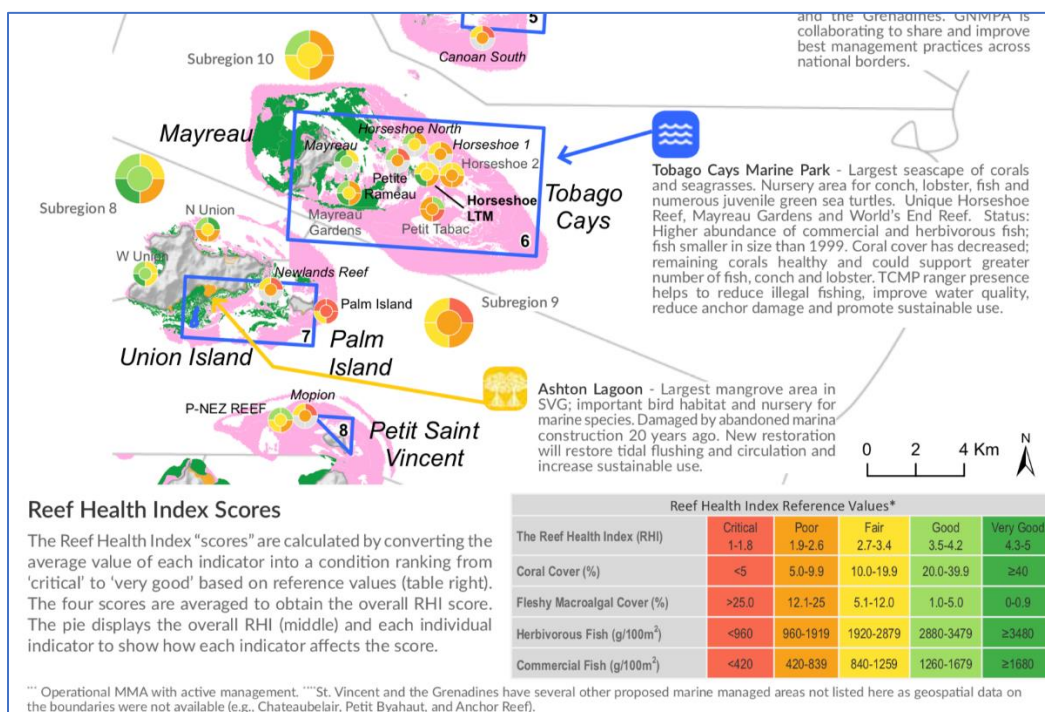 5
and the Grenadines. GNMPA is
collaborating to share and improve
best management practices across
national borders.
Canoan South
Subregion 10
Mayreau
Horseshoe North
Mayreau
Horseshoe 1
Horseshoe 2
Petite
Rameau
Horseshoe
LTM
Tobago
Cays
Mayreau
Gardens
Petit Tabac
6
Tobago Cays Marine Park - Largest seascape of corals
and seagrasses. Nursery area for conch, lobster, fish and
numerous juvenile green sea turtles. Unique Horseshoe
Reef, Mayreau Gardens and World's End Reef. Status:
Higher abundance of commercial and herbivorous fish;
fish smaller in size than 1999. Coral cover has decreased;
remaining corals healthy and could support greater
number of fish, conch and lobster. TCMP ranger presence
helps to reduce illegal fishing, improve water quality,
reduce anchor damage and promote sustainable use.
Subregion 8
N Union
W Union
Newlands Reef
Palm Island
Subregion 9
7
Union Island
Palm
Island
Ashton Lagoon - Largest mangrove area in
SVG; important bird habitat and nursery for
marine species. Damaged by abandoned marina
construction 20 years ago. New restoration
will restore tidal flushing and circulation and
increase sustainable use.
Mopion
P-NEZ REEF
8
Petit Saint
Vincent
0 2 4 Km
N
Reef Health Index Scores
The Reef Health Index "scores" are calculated by converting the
average value of each indicator into a condition ranking from
'critical' to 'very good' based on reference values (table right).
The four scores are averaged to obtain the overall RHI score.
The pie displays the overall RHI (middle) and each individual
indicator to show how each indicator affects the score.
Reef Health Index Reference Values*
The Reef Health Index (RHI) Critical 1-1.8 Poor 1.9-2.6 Fair 2.7-3.4 Good 3.5-4.2 Very Good 4.3-5
Coral Cover (%) <5 5.0-9.9 10.0-19.9 20.0-39.9 ≥40
Fleshy Macroalgal Cover (%) >25.0 12.1-25 5.1-12.0 1.0-5.0 0-0.9
Herbivorous Fish (g/100m²) <960 960-1919 1920-2879 2880-3479 ≥3480
Commercial Fish (g/100m²) <420 420-839 840-1259 1260-1679 ≥1680
*** Operational MMA with active management. ****St. Vincent and the Grenadines have several other proposed marine managed areas not listed here as geospatial data on
the boundaries were not available (e.g., Chateaubelair, Petit Byahaut, and Anchor Reef).